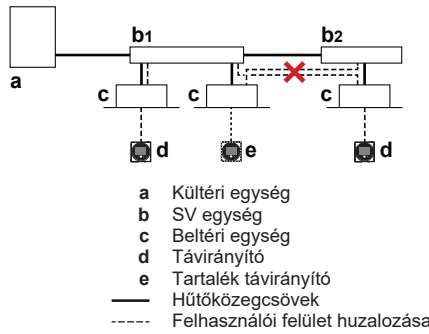 b1 b2
a
c c c
d e d
a Kültéri egység
b SV egység
c Beltéri egység
d Távirányító
e Tartalék távirányító
Hűtőközegcsövek
Felhasználói felület huzalozása